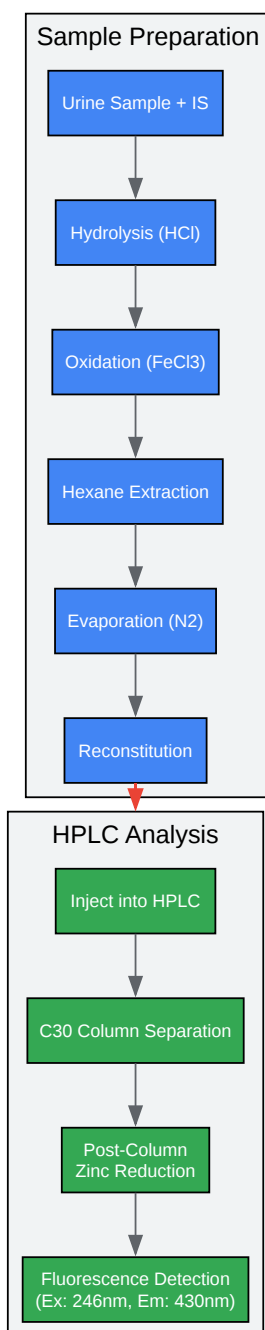 Sample Preparation
Urine Sample + IS
Hydrolysis (HCl)
Oxidation (FeCl3)
Hexane Extraction
Evaporation (N2)
Reconstitution
HPLC Analysis
Inject into HPLC
C30 Column Separation
Post-Column
Zinc Reduction
Fluorescence Detection
(Ex: 246nm, Em: 430nm)